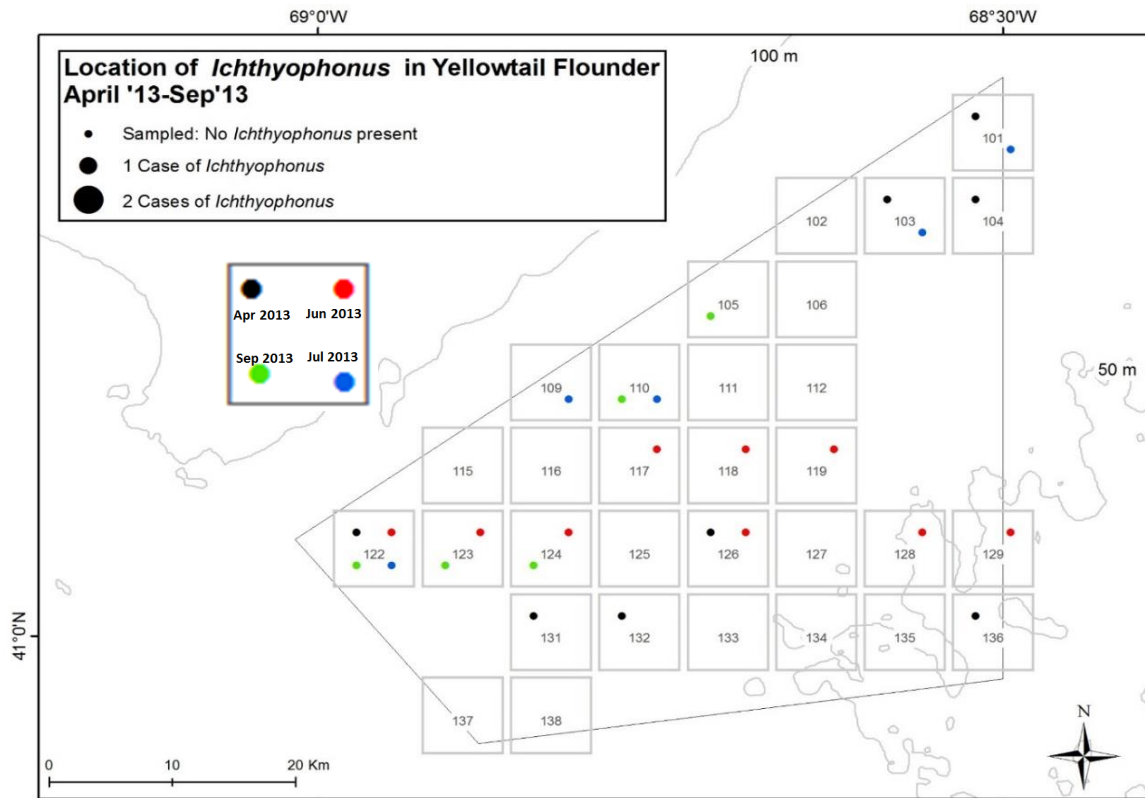 69°0'W
68°30'W
Location of Ichthyophonus in Yellowtail Flounder
April '13-Sep'13
Sampled: No Ichthyophonus present
1 Case of Ichthyophonus
2 Cases of Ichthyophonus
100 m
101
102
103
104
Apr 2013
Jun 2013
Sep 2013
Jul 2013
105
106
50 m
109
110
111
112
115
116
117
118
119
122
123
124
125
126
127
128
129
41°0'N
131
132
133
134
135
136
137
138
N
0
10
20 Km